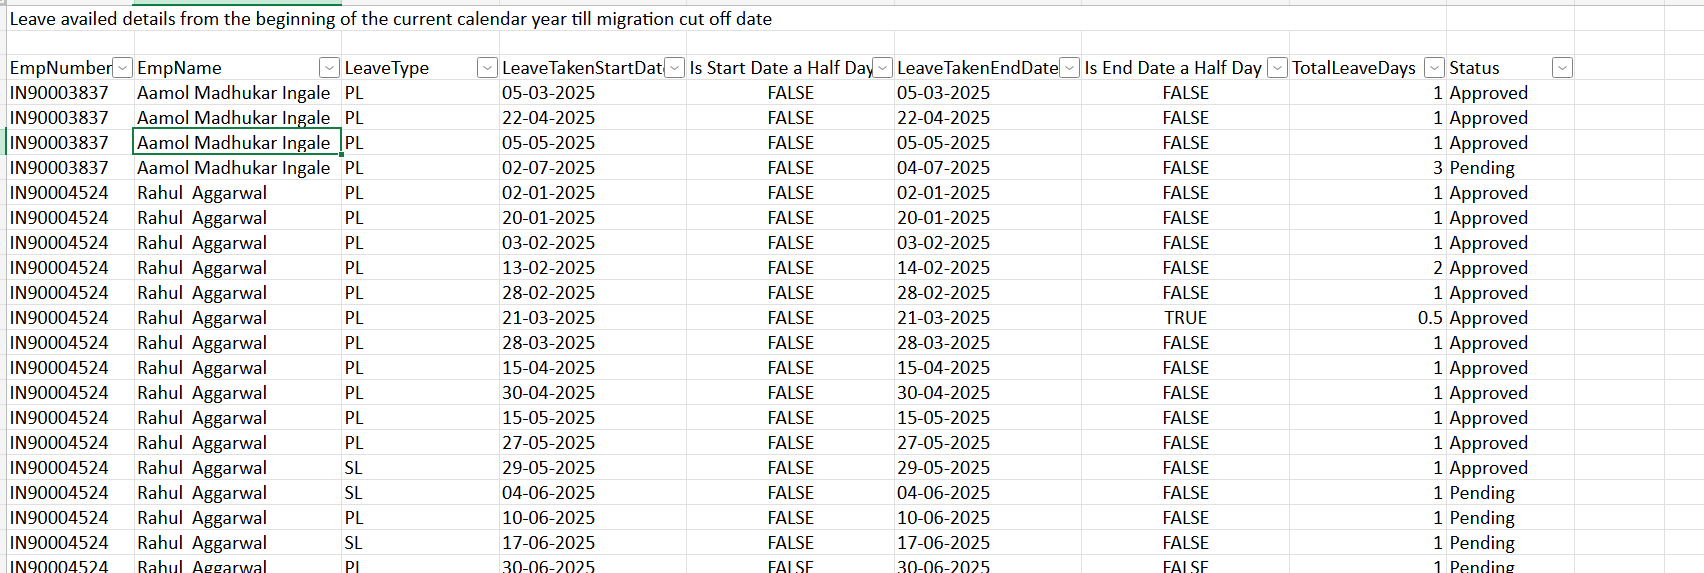 Leave availed details from the beginning of the current calendar year till migration cut off date
EmpNumber EmpName LeaveType LeaveTakenStartDat Is Start Date a Half Day LeaveTakenEndDate Is End Date a Half Day TotalLeaveDays Status
IN90003837 Aamol Madhukar Ingale PL 05-03-2025 FALSE 05-03-2025 FALSE 1 Approved
IN90003837 Aamol Madhukar Ingale PL 22-04-2025 FALSE 22-04-2025 FALSE 1 Approved
IN90003837 Aamol Madhukar Ingale PL 05-05-2025 FALSE 05-05-2025 FALSE 1 Approved
IN90003837 Aamol Madhukar Ingale PL 02-07-2025 FALSE 04-07-2025 FALSE 3 Pending
IN90004524 Rahul  Aggarwal PL 02-01-2025 FALSE 02-01-2025 FALSE 1 Approved
IN90004524 Rahul  Aggarwal PL 20-01-2025 FALSE 20-01-2025 FALSE 1 Approved
IN90004524 Rahul  Aggarwal PL 03-02-2025 FALSE 03-02-2025 FALSE 1 Approved
IN90004524 Rahul  Aggarwal PL 13-02-2025 FALSE 14-02-2025 FALSE 2 Approved
IN90004524 Rahul  Aggarwal PL 28-02-2025 FALSE 28-02-2025 FALSE 1 Approved
IN90004524 Rahul  Aggarwal PL 21-03-2025 FALSE 21-03-2025 TRUE 0.5 Approved
IN90004524 Rahul  Aggarwal PL 28-03-2025 FALSE 28-03-2025 FALSE 1 Approved
IN90004524 Rahul  Aggarwal PL 15-04-2025 FALSE 15-04-2025 FALSE 1 Approved
IN90004524 Rahul  Aggarwal PL 30-04-2025 FALSE 30-04-2025 FALSE 1 Approved
IN90004524 Rahul  Aggarwal PL 15-05-2025 FALSE 15-05-2025 FALSE 1 Approved
IN90004524 Rahul  Aggarwal PL 27-05-2025 FALSE 27-05-2025 FALSE 1 Approved
IN90004524 Rahul  Aggarwal SL 29-05-2025 FALSE 29-05-2025 FALSE 1 Approved
IN90004524 Rahul  Aggarwal SL 04-06-2025 FALSE 04-06-2025 FALSE 1 Pending
IN90004524 Rahul  Aggarwal PL 10-06-2025 FALSE 10-06-2025 FALSE 1 Pending
IN90004524 Rahul  Aggarwal SL 17-06-2025 FALSE 17-06-2025 FALSE 1 Pending
IN90004524 Rahul  Aggarwal PL 30-06-2025 FALSE 30-06-2025 FALSE 1 Pending